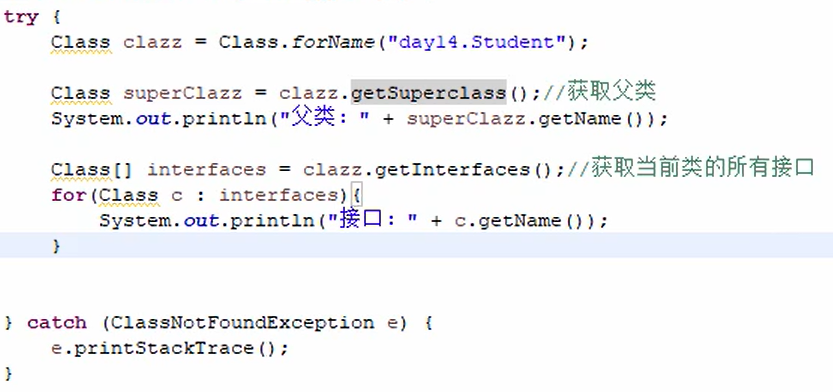 try {
Class clazz = Class.forName("day14.Student");
Class superClazz = clazz.getSuperclass();//获取父类
System.out.println("父类：" + superClazz.getName());
Class[] interfaces = clazz.getInterfaces();//获取当前类的所有接口
for(Class c : interfaces){
System.out.println("接口：" + c.getName());
}
} catch (ClassNotFoundException e) {
e.printStackTrace();
}